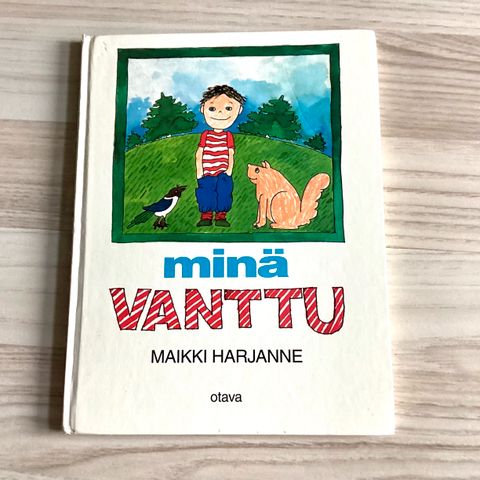 minä
VANTTU
MAIKKI HARJANNE
otava